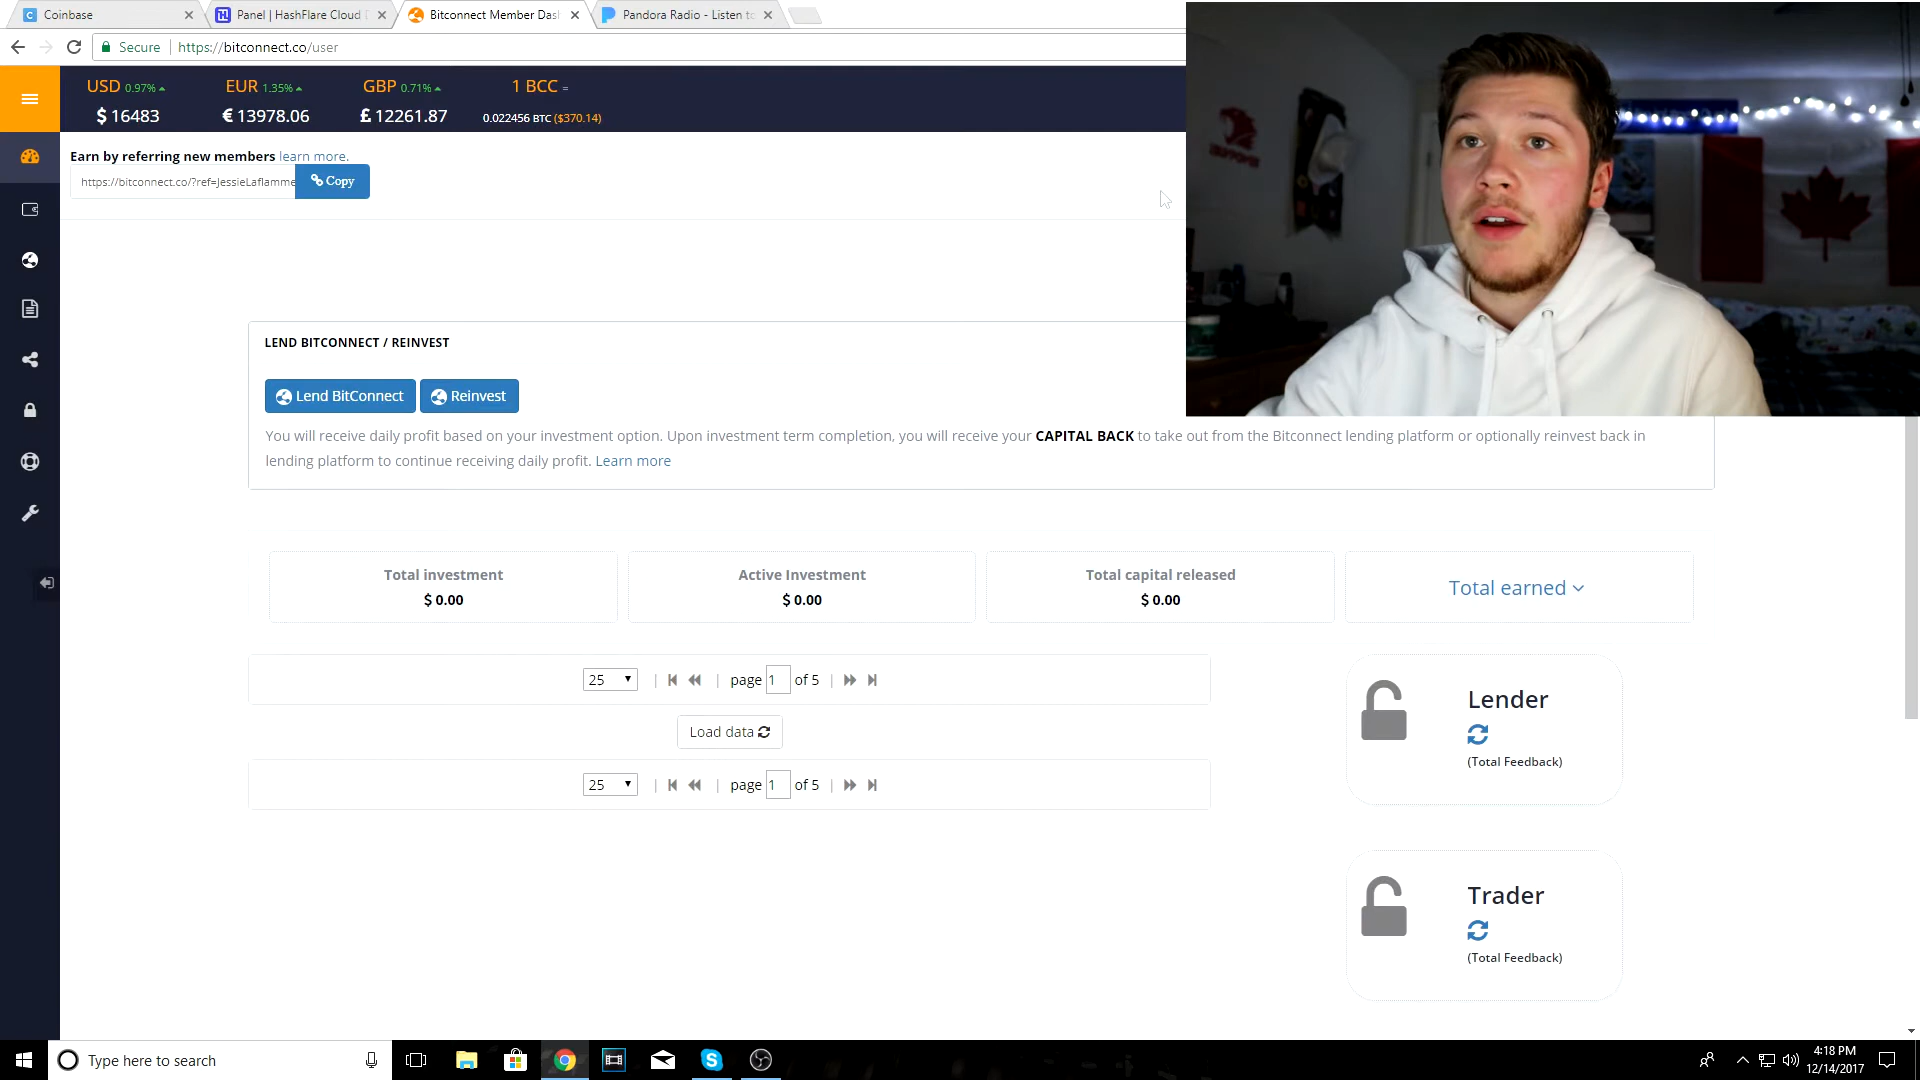 Coinbase
Panel | HashFlare Cloud
Bitconnect Member Das
Pandora Radio - Listen to
Secure
https://bitconnect.co/user
USD 0.97%
EUR 1.35%
GBP 0.71%
1 BCC =
$ 16483
€ 13978.06
£ 12261.87
0.022456 BTC ($370.14)
Earn by referring new members learn more.
https://bitconnect.co/?ref=JessieLaflamme
Copy
LEND BITCONNECT / REINVEST
Lend BitConnect
Reinvest
You will receive daily profit based on your investment option. Upon investment term completion, you will receive your CAPITAL BACK to take out from the Bitconnect lending platform or optionally reinvest back in
lending platform to continue receiving daily profit. Learn more
Total investment
$ 0.00
Active Investment
$ 0.00
Total capital released
$ 0.00
Total earned
25
page 1 of 5
Load data
25
page 1 of 5
Lender
(Total Feedback)
Trader
(Total Feedback)
Type here to search
4:18 PM
12/14/2017